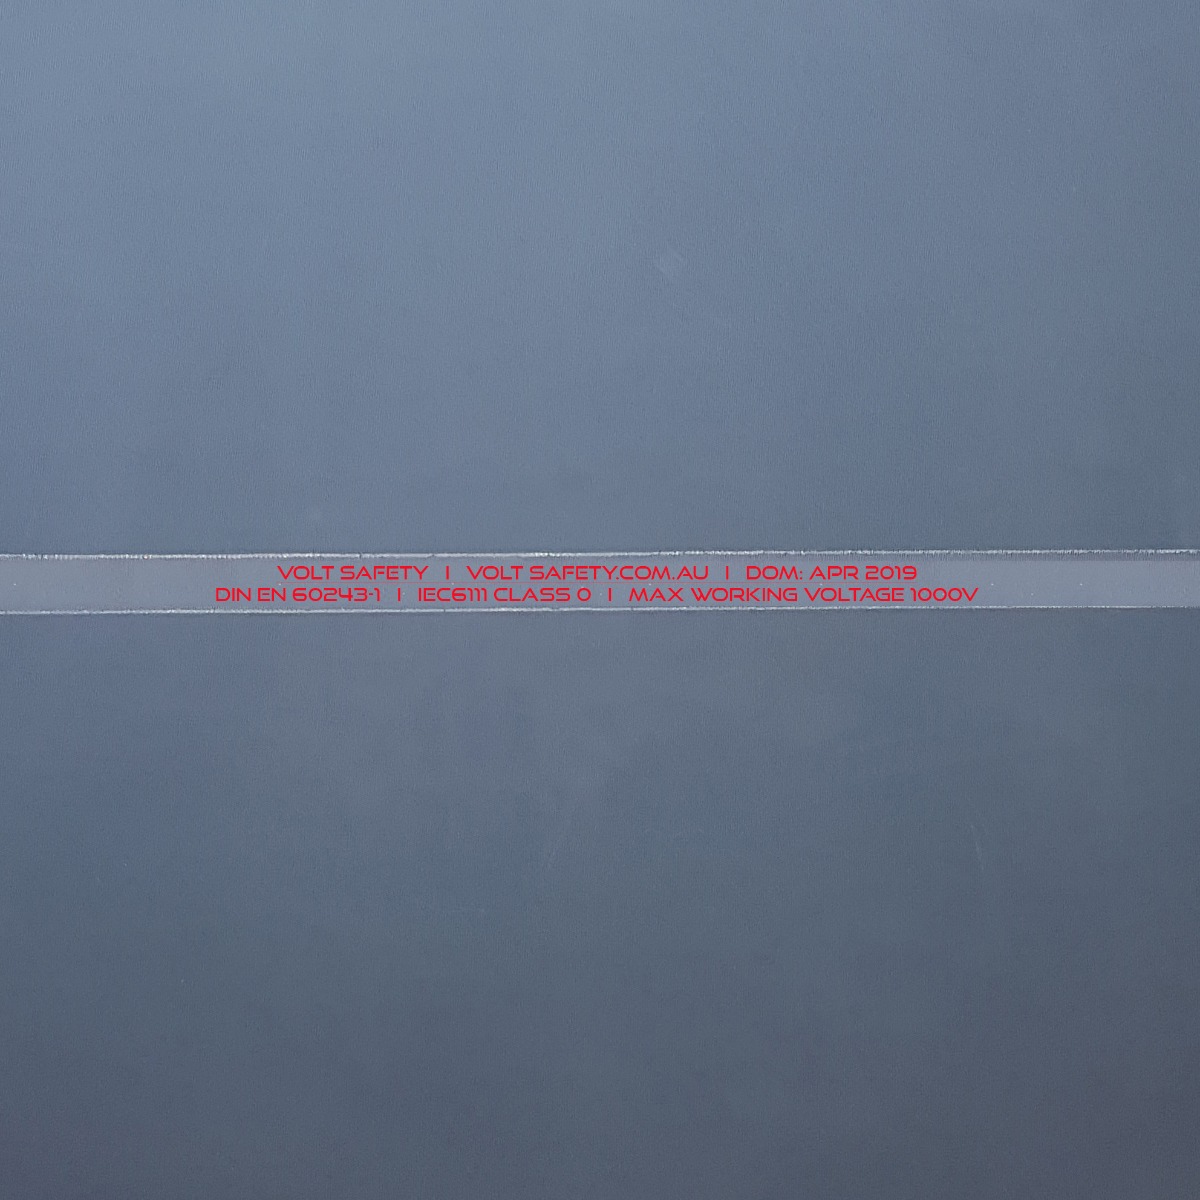 VOLT SAFETY | VOLT SAFETY.COM.AU | DOM: APR 2019
DIN EN 60243-1 | IEC6111 CLASS 0 | MAX WORKING VOLTAGE 1000V